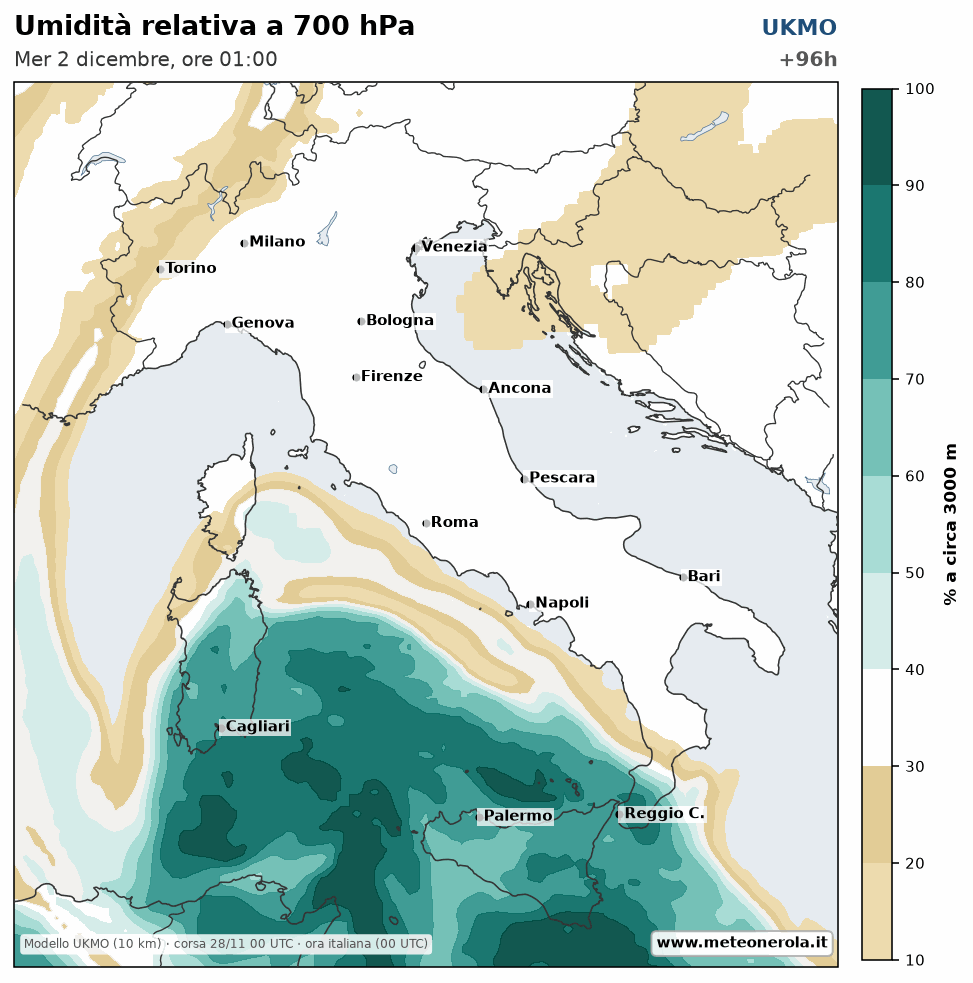 Umidità relativa a 700 hPa
UKMO
Mer 2 dicembre, ore 01:00
+96h
Milano
Venezia
Torino
Genova
Bologna
Firenze
Ancona
Pescara
Roma
Bari
Napoli
Cagliari
Palermo
Reggio C.
100
90
80
70
60
50
40
30
20
10
% a circa 3000 m
Modello UKMO (10 km) · corsa 28/11 00 UTC · ora italiana (00 UTC)
www.meteonerola.it